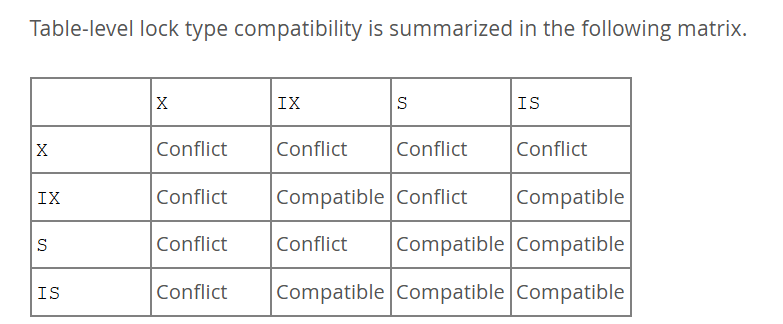 Table-level lock type compatibility is summarized in the following matrix.
X IX S IS
X Conflict Conflict Conflict Conflict
IX Conflict Compatible Conflict Compatible
S Conflict Conflict Compatible Compatible
IS Conflict Compatible Compatible Compatible